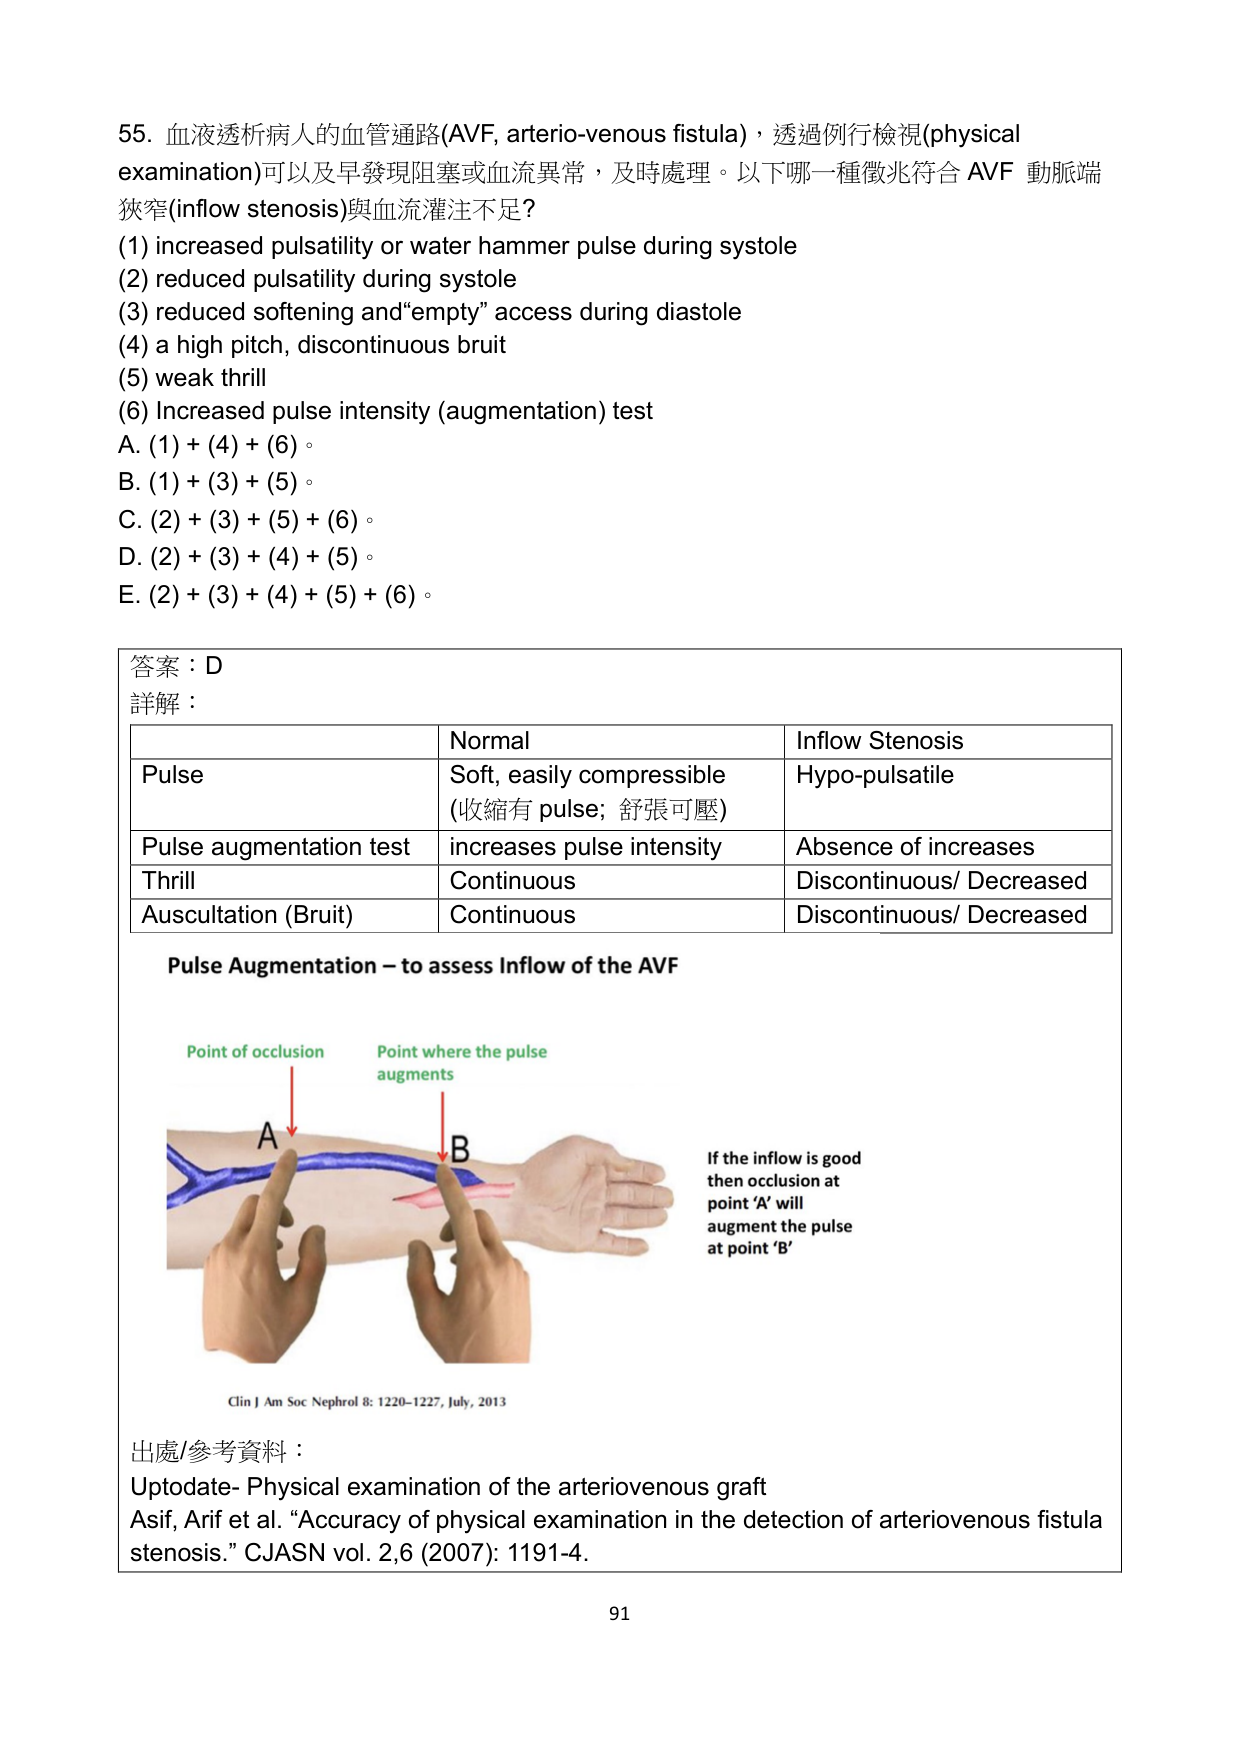 55. 血液透析病人的血管通路(AVF, arterio-venous fistula)，透過例行檢視(physical
examination)可以及早發現阻塞或血流異常，及時處理。以下哪一種徵兆符合 AVF 動脈端
狹窄(inflow stenosis)與血流灌注不足?
(1) increased pulsatility or water hammer pulse during systole
(2) reduced pulsatility during systole
(3) reduced softening and“empty” access during diastole
(4) a high pitch, discontinuous bruit
(5) weak thrill
(6) Increased pulse intensity (augmentation) test
A. (1) + (4) + (6)。
B. (1) + (3) + (5)。
C. (2) + (3) + (5) + (6)。
D. (2) + (3) + (4) + (5)。
E. (2) + (3) + (4) + (5) + (6)。
答案：D
詳解：
Normal Inflow Stenosis
Pulse Soft, easily compressible Hypo-pulsatile
(收縮有 pulse; 舒張可壓)
Pulse augmentation test increases pulse intensity Absence of increases
Thrill Continuous Discontinuous/ Decreased
Auscultation (Bruit) Continuous Discontinuous/ Decreased
Pulse Augmentation – to assess Inflow of the AVF
Point of occlusion Point where the pulse
augments
A B
If the inflow is good
then occlusion at
point ‘A’ will
augment the pulse
at point ‘B’
Clin J Am Soc Nephrol 8: 1220–1227, July, 2013
出處/參考資料：
Uptodate- Physical examination of the arteriovenous graft
Asif, Arif et al. “Accuracy of physical examination in the detection of arteriovenous fistula
stenosis.” CJASN vol. 2,6 (2007): 1191-4.
91